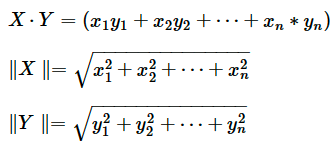 X · Y = (x₁y₁ + x₂y₂ + ⋯ + xₙ * yₙ)
‖X ‖= √(x₁² + x₂² + ⋯ + xₙ²)
‖Y ‖= √(y₁² + y₂² + ⋯ + yₙ²)